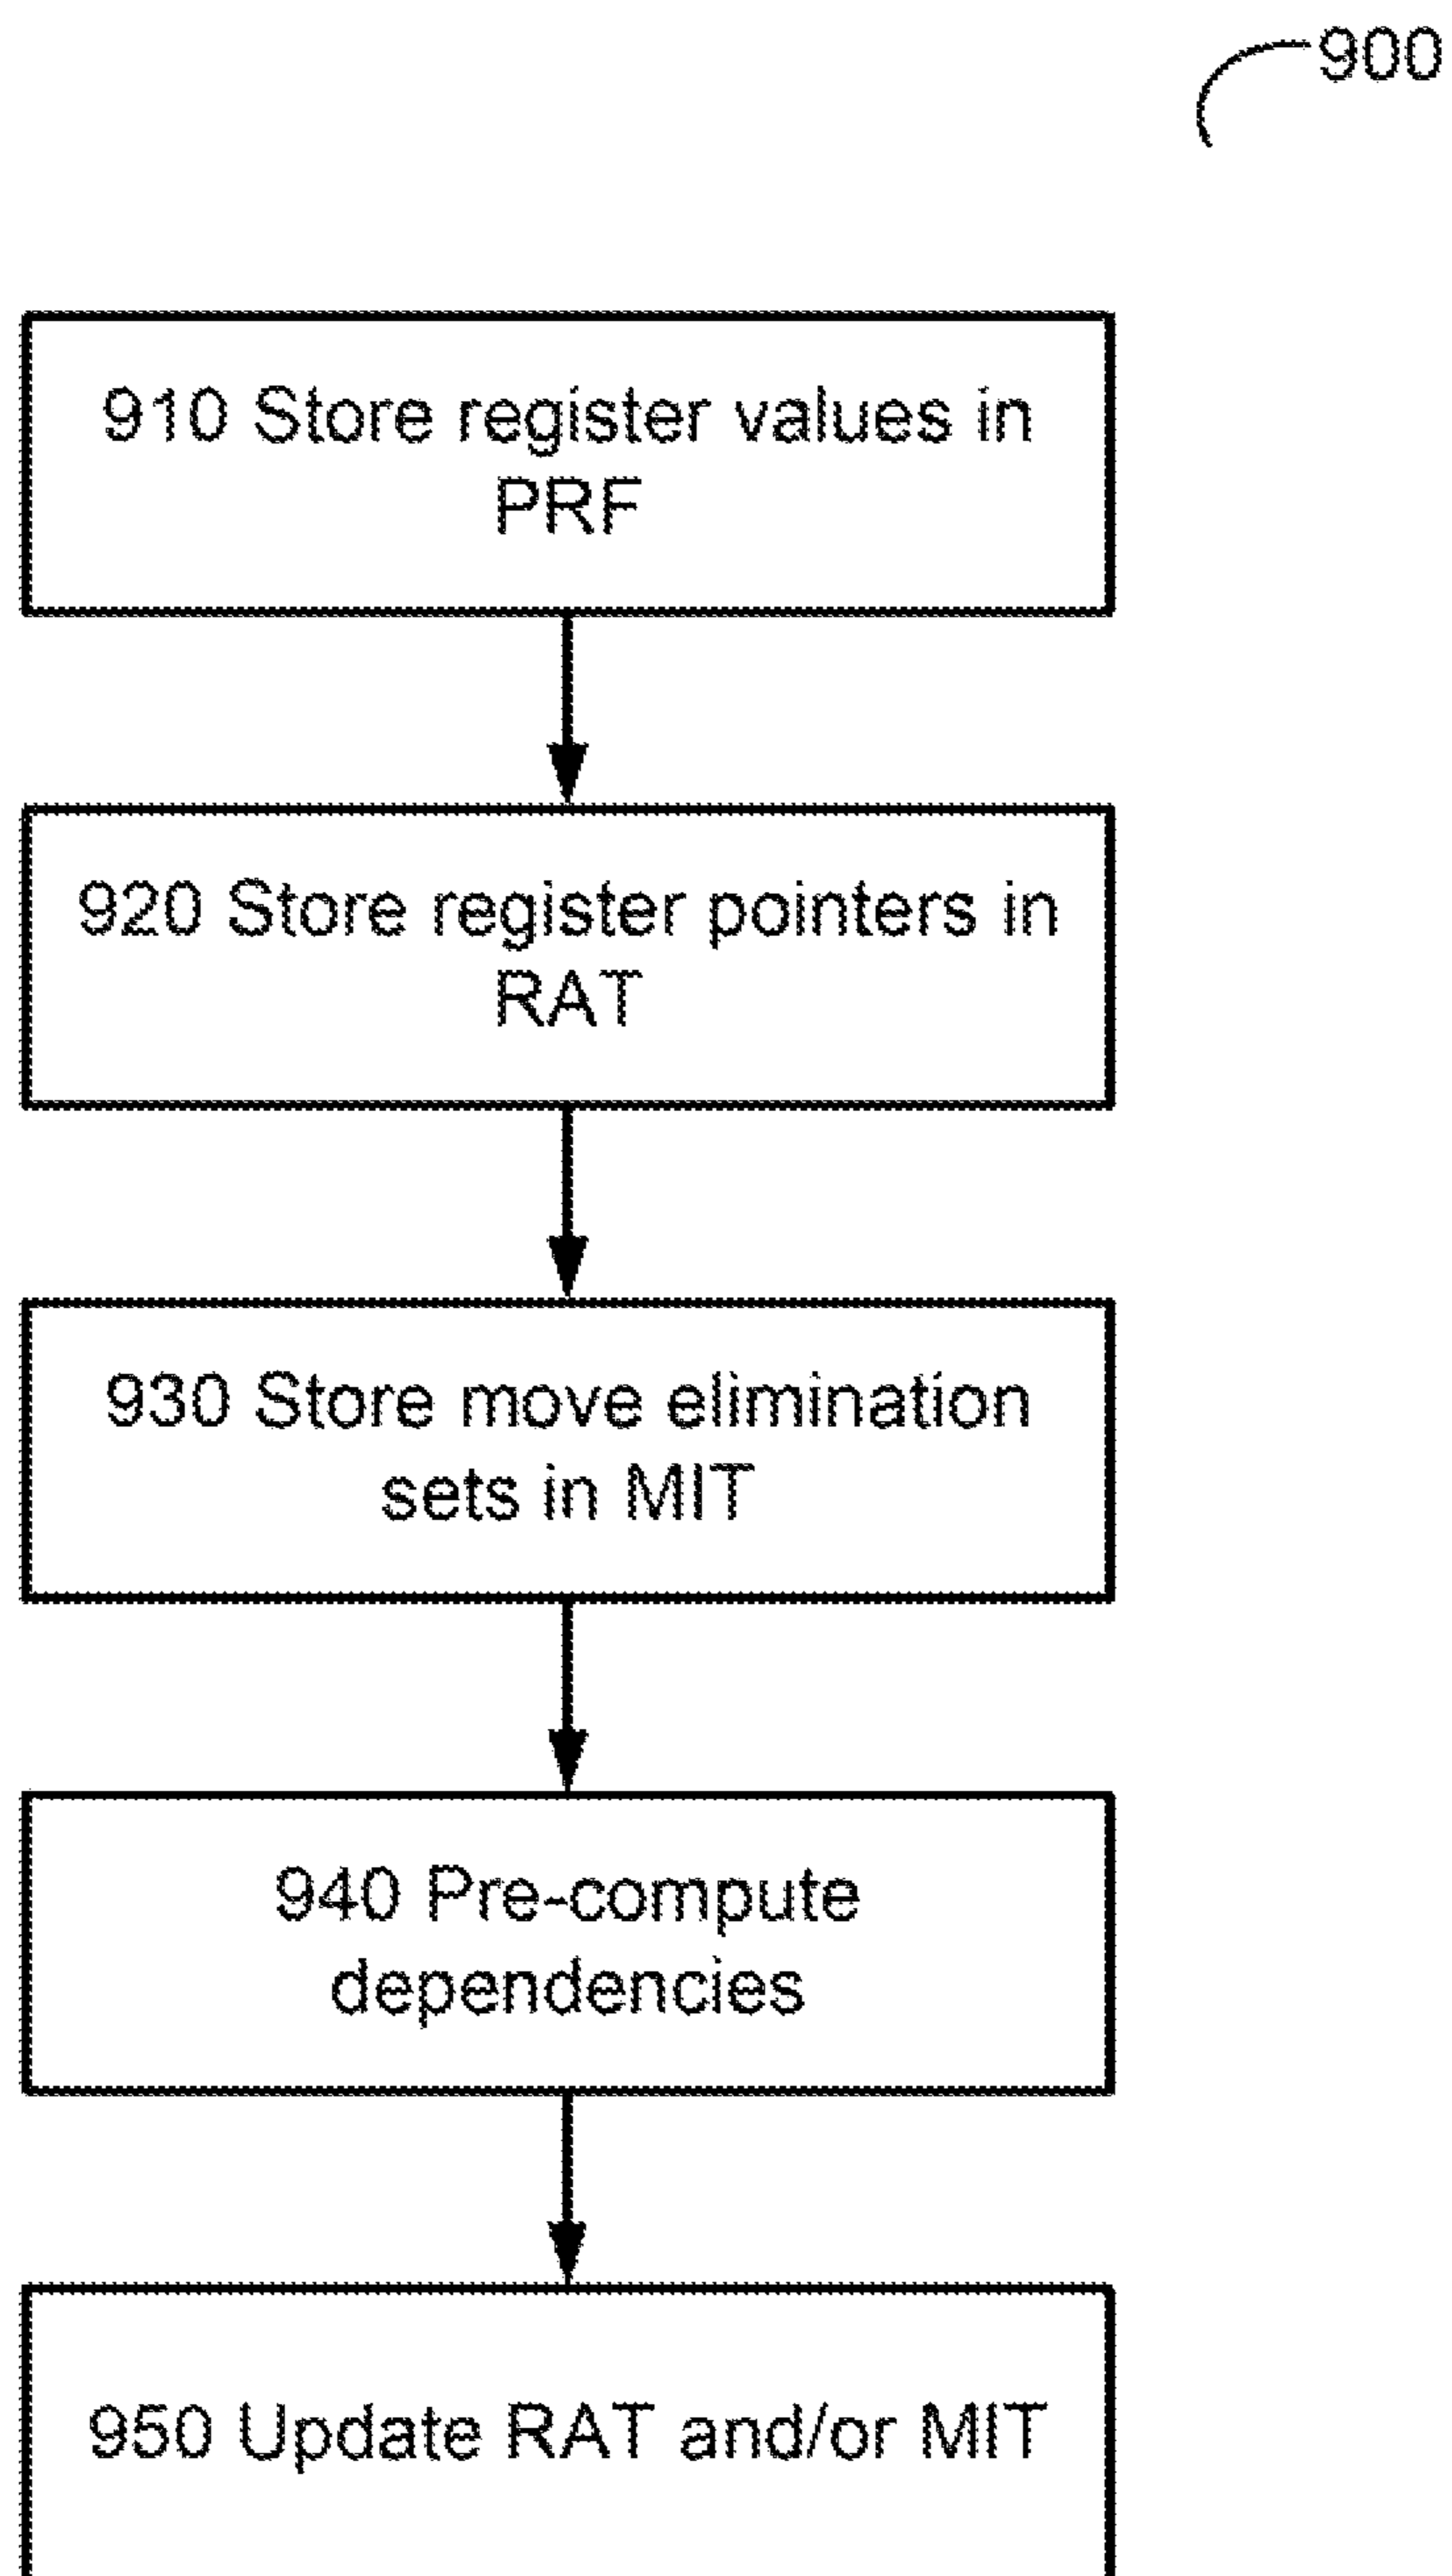 900
910 Store register values in
PRF
920 Store register pointers in
RAT
930 Store move elimination
sets in MIT
940 Pre-compute
dependencies
950 Update RAT and/or MIT